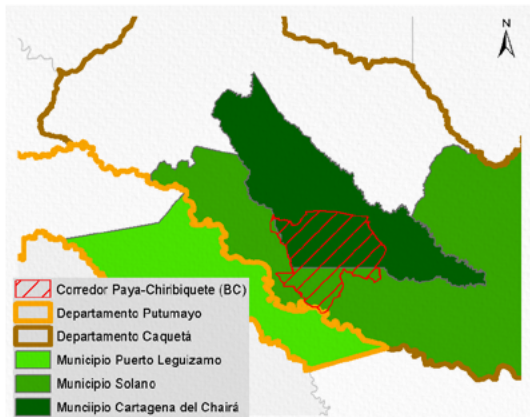 N
Corredor Paya-Chiribiquete (BC)
Departamento Putumayo
Departamento Caquetá
Municipio Puerto Leguizamo
Municipio Solano
Munciipio Cartagena del Chairá